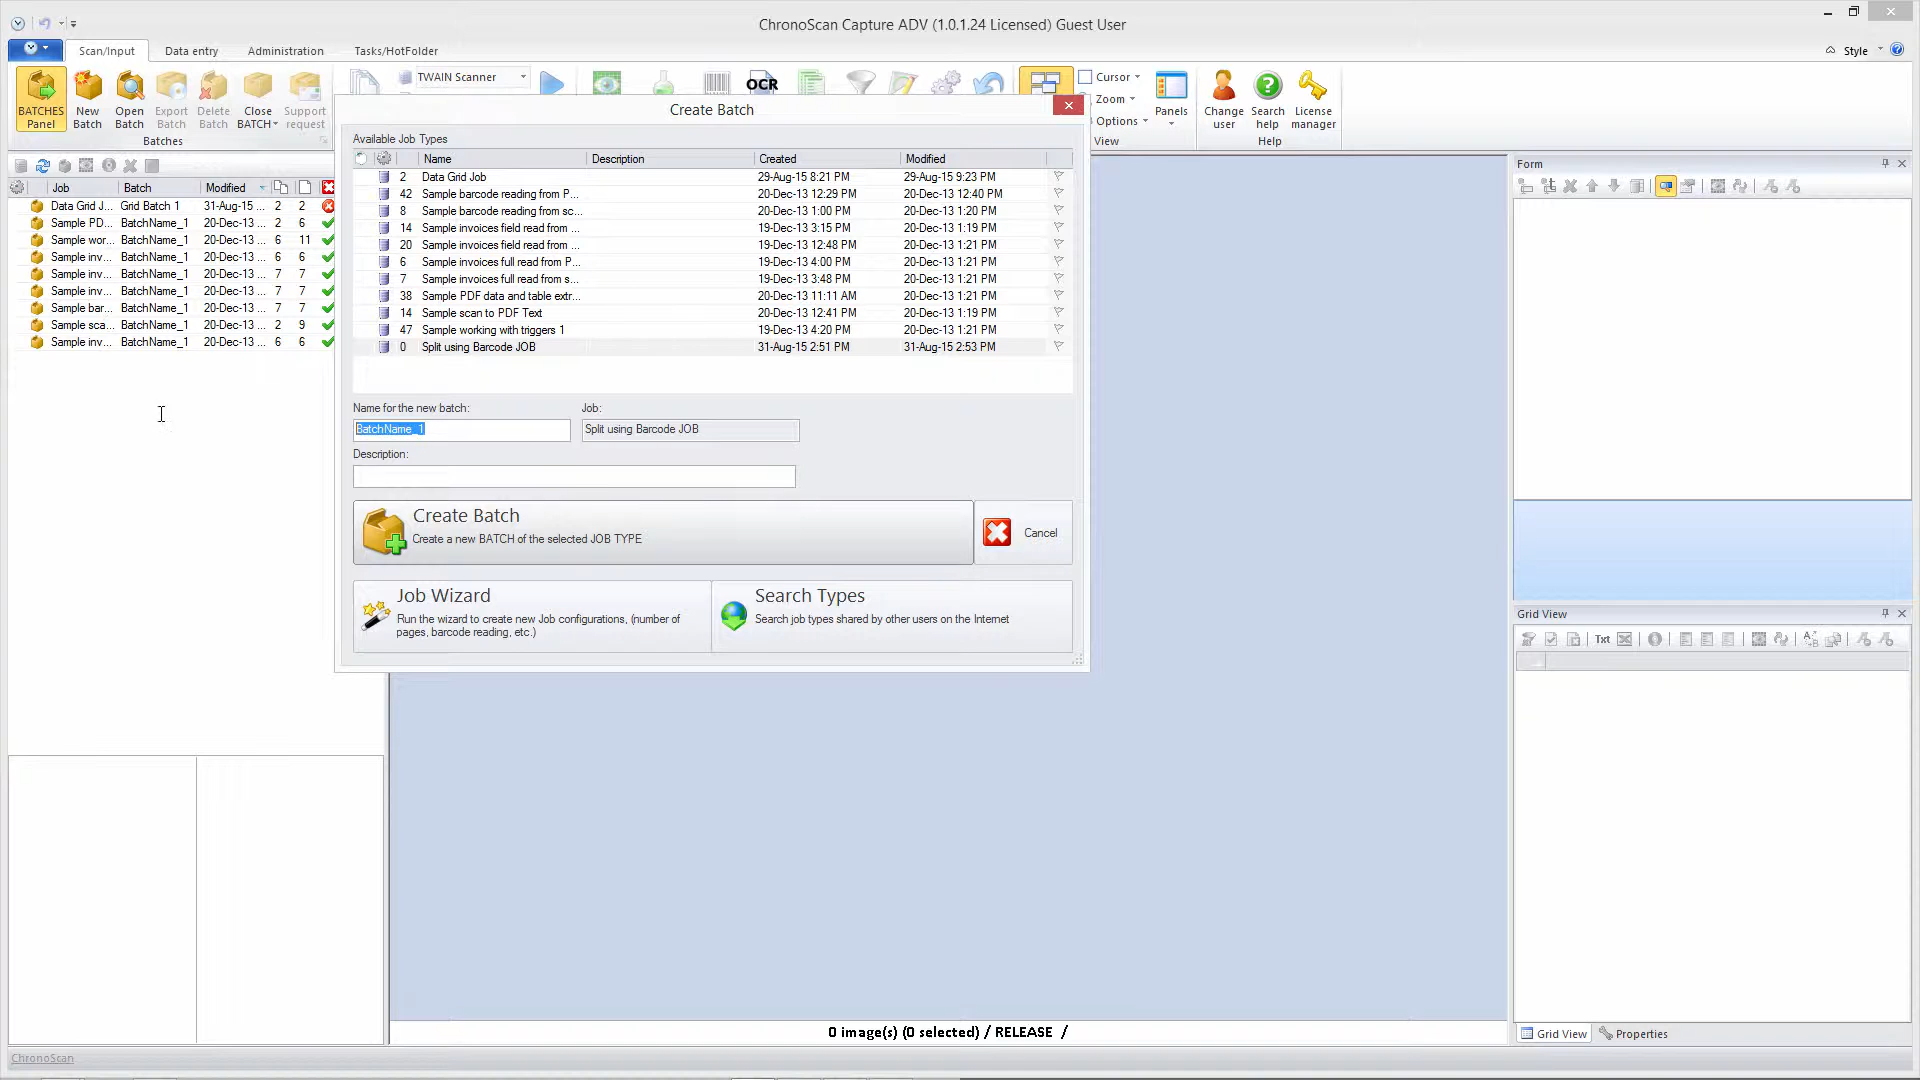 ChronoScan Capture ADV (1.0.1.24 Licensed) Guest User
Scan/Input Data entry Administration Tasks/HotFolder Style
BATCHES Panel
New Batch
Open Batch
Export Batch
Delete Batch
Close BATCH
Support request
Batches
TWAIN Scanner
OCR
Cursor
Zoom
Options
View
Panels
Change user
Search help
License manager
Help
Job Batch Modified
Data Grid J... Grid Batch 1 31-Aug-15 ... 2 2
Sample PD... BatchName_1 20-Dec-13 ... 2 6
Sample wor... BatchName_1 20-Dec-13 ... 6 11
Sample inv... BatchName_1 20-Dec-13 ... 6 6
Sample inv... BatchName_1 20-Dec-13 ... 7 7
Sample inv... BatchName_1 20-Dec-13 ... 7 7
Sample bar... BatchName_1 20-Dec-13 ... 7 7
Sample sca... BatchName_1 20-Dec-13 ... 2 9
Sample inv... BatchName_1 20-Dec-13 ... 6 6
Create Batch
Available Job Types
Name Description Created Modified
2 Data Grid Job 29-Aug-15 8:21 PM 29-Aug-15 9:23 PM
42 Sample barcode reading from P... 20-Dec-13 12:29 PM 20-Dec-13 12:40 PM
8 Sample barcode reading from sc... 20-Dec-13 1:00 PM 20-Dec-13 1:20 PM
14 Sample invoices field read from ... 19-Dec-13 3:15 PM 20-Dec-13 1:19 PM
20 Sample invoices field read from ... 19-Dec-13 12:48 PM 20-Dec-13 1:21 PM
6 Sample invoices full read from P... 19-Dec-13 4:00 PM 20-Dec-13 1:21 PM
7 Sample invoices full read from s... 19-Dec-13 3:48 PM 20-Dec-13 1:21 PM
38 Sample PDF data and table extr... 20-Dec-13 11:11 AM 20-Dec-13 1:21 PM
14 Sample scan to PDF Text 20-Dec-13 12:41 PM 20-Dec-13 1:19 PM
47 Sample working with triggers 1 19-Dec-13 4:20 PM 20-Dec-13 1:21 PM
0 Split using Barcode JOB 31-Aug-15 2:51 PM 31-Aug-15 2:53 PM
Name for the new batch: Job:
BatchName_1 Split using Barcode JOB
Description:
Create Batch
Create a new BATCH of the selected JOB TYPE
Cancel
Job Wizard
Run the wizard to create new Job configurations, (number of
pages, barcode reading, etc.)
Search Types
Search job types shared by other users on the Internet
Form
Grid View
Txt
Grid View Properties
0 image(s) (0 selected) / RELEASE /
ChronoScan